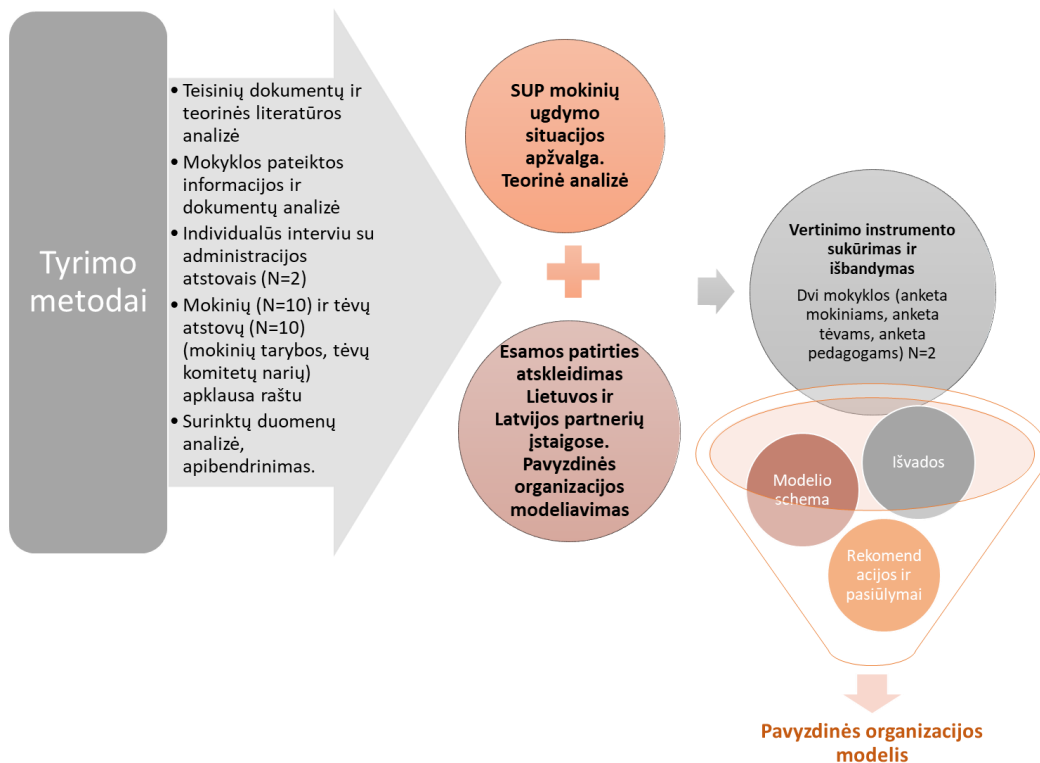 Tyrimo
metodai
• Teisinių dokumentų ir
teorinės literatūros
analizė
• Mokyklos pateiktos
informacijos ir
dokumentų analizė
• Individualūs interviu su
administracijos
atstovais (N=2)
• Mokinių (N=10) ir tėvų
atstovų (N=10)
(mokinių tarybos, tėvų
komitetų narių)
apklausa raštu
• Surinktų duomenų
analizė,
apibendrinimas.
SUP mokinių
ugdymo
situacijos
apžvalga.
Teorinė analizė
Esamos patirties
atskleidimas
Lietuvos ir
Latvijos partnerių
įstaigose.
Pavyzdinės
organizacijos
modeliavimas
Vertinimo instrumento
sukūrimas ir
išbandymas
Dvi mokyklos (anketa
mokiniams, anketa
tėvams, anketa
pedagogams) N=2
Modelio
schema
Išvados
Rekomend
acijos ir
pasiūlymai
Pavyzdinės organizacijos
modelis